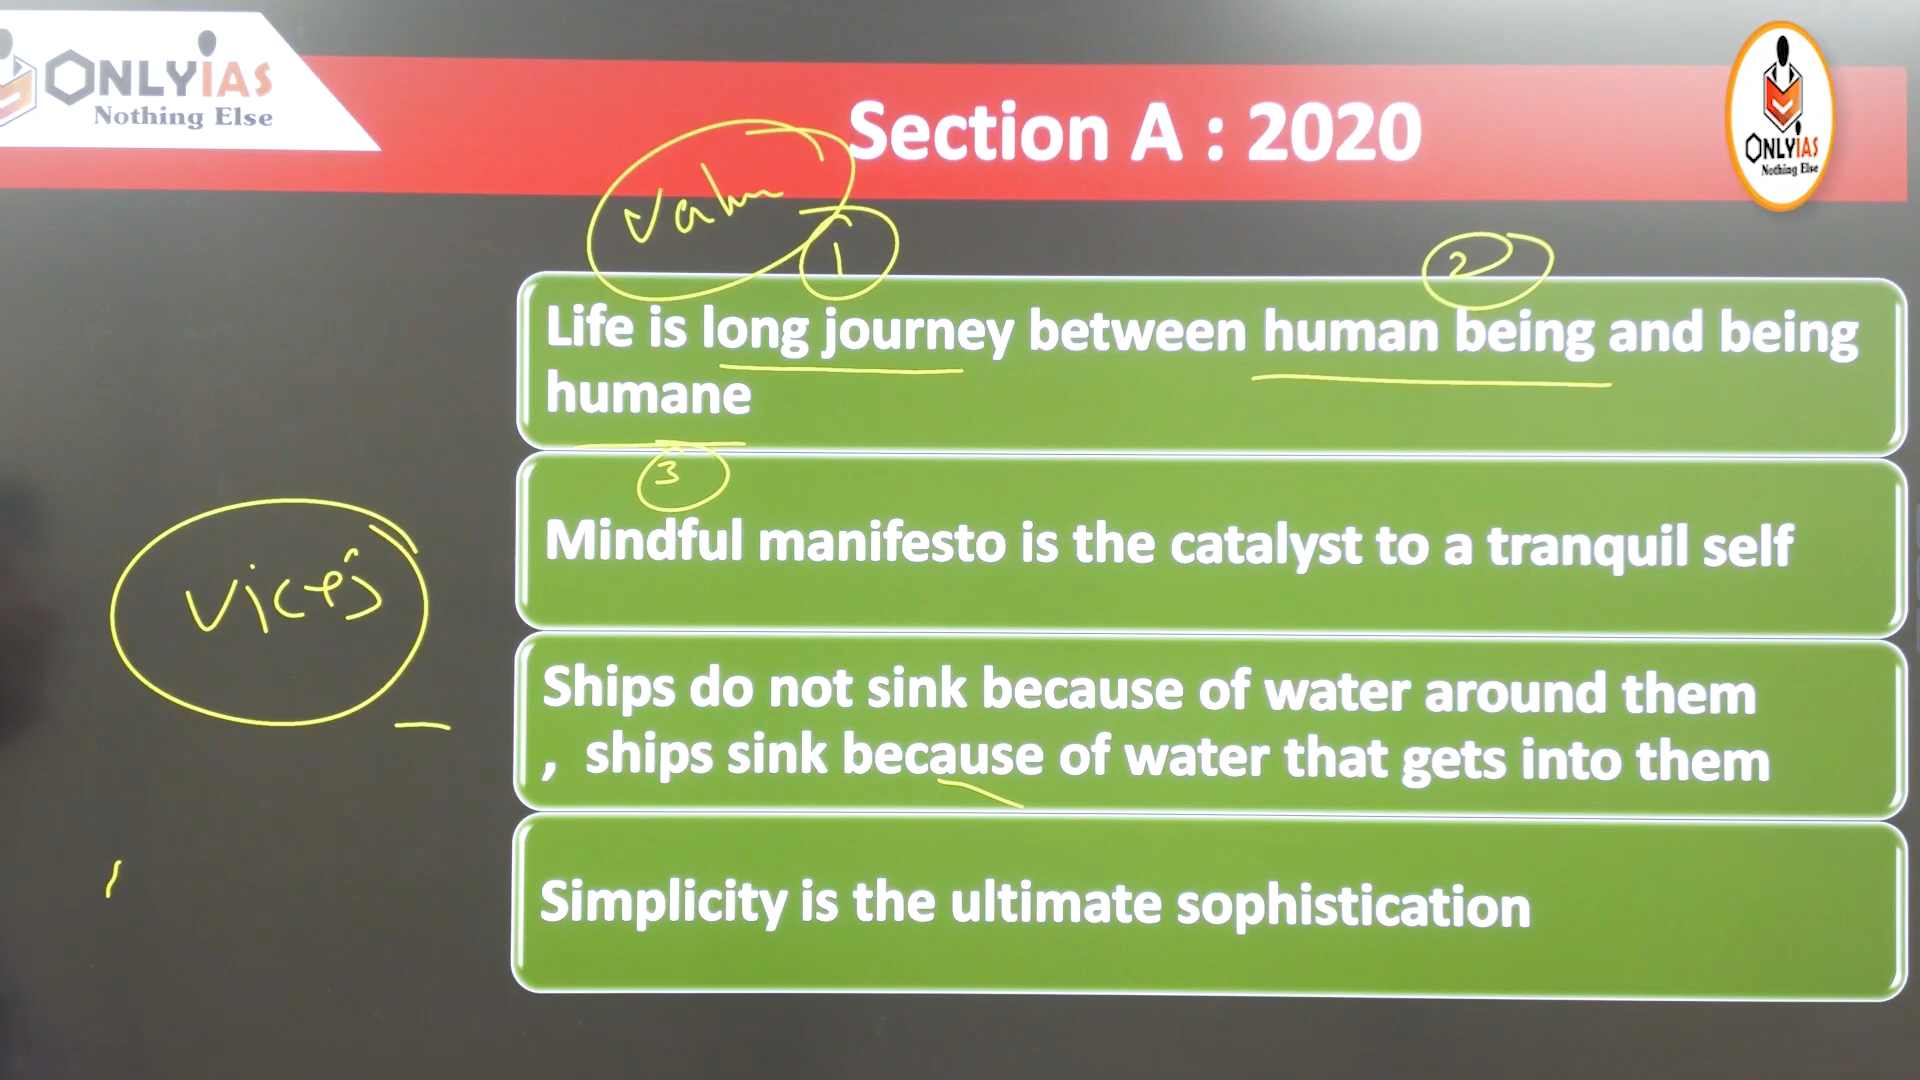 ONLYIAS
Nothing Else
Section A : 2020
ONLYIAS
Nothing Else
1
2
Life is long journey between human being and being
humane
3
Mindful manifesto is the catalyst to a tranquil self
vices
Ships do not sink because of water around them
, ships sink because of water that gets into them
Simplicity is the ultimate sophistication